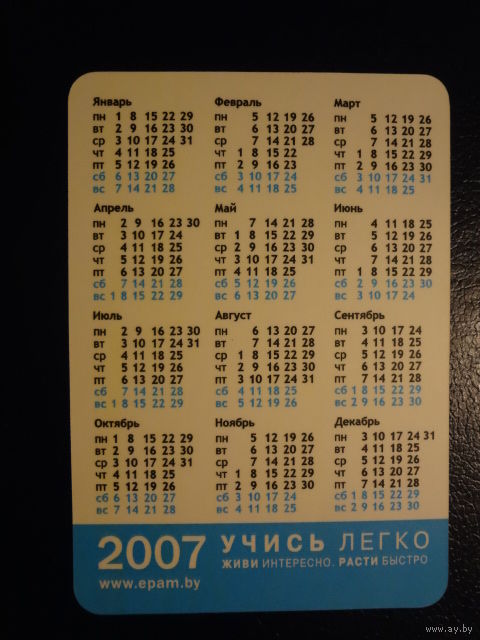 Январь
пн 1 8 15 22 29
вт 2 9 16 23 30
ср 3 10 17 24 31
чт 4 11 18 25
пт 5 12 19 26
сб 6 13 20 27
вс 7 14 21 28
Февраль
пн 5 12 19 26
вт 6 13 20 27
ср 7 14 21 28
чт 1 8 15 22
пт 2 9 16 23
сб 3 10 17 24
вс 4 11 18 25
Март
пн 5 12 19 26
вт 6 13 20 27
ср 7 14 21 28
чт 1 8 15 22 29
пт 2 9 16 23 30
сб 3 10 17 24 31
вс 4 11 18 25
Апрель
пн 2 9 16 23 30
вт 3 10 17 24
ср 4 11 18 25
чт 5 12 19 26
пт 6 13 20 27
сб 7 14 21 28
вс 1 8 15 22 29
Май
пн 7 14 21 28
вт 1 8 15 22 29
ср 2 9 16 23 30
чт 3 10 17 24 31
пт 4 11 18 25
сб 5 12 19 26
вс 6 13 20 27
Июнь
пн 4 11 18 25
вт 5 12 19 26
ср 6 13 20 27
чт 7 14 21 28
пт 1 8 15 22 29
сб 2 9 16 23 30
вс 3 10 17 24
Июль
пн 2 9 16 23 30
вт 3 10 17 24 31
ср 4 11 18 25
чт 5 12 19 26
пт 6 13 20 27
сб 7 14 21 28
вс 1 8 15 22 29
Август
пн 6 13 20 27
вт 7 14 21 28
ср 1 8 15 22 29
чт 2 9 16 23 30
пт 3 10 17 24 31
сб 4 11 18 25
вс 5 12 19 26
Сентябрь
пн 3 10 17 24
вт 4 11 18 25
ср 5 12 19 26
чт 6 13 20 27
пт 7 14 21 28
сб 1 8 15 22 29
вс 2 9 16 23 30
Октябрь
пн 1 8 15 22 29
вт 2 9 16 23 30
ср 3 10 17 24 31
чт 4 11 18 25
пт 5 12 19 26
сб 6 13 20 27
вс 7 14 21 28
Ноябрь
пн 5 12 19 26
вт 6 13 20 27
ср 7 14 21 28
чт 1 8 15 22 29
пт 2 9 16 23 30
сб 3 10 17 24
вс 4 11 18 25
Декабрь
пн 3 10 17 24 31
вт 4 11 18 25
ср 5 12 19 26
чт 6 13 20 27
пт 7 14 21 28
сб 1 8 15 22 29
вс 2 9 16 23 30
2007 УЧИСЬ ЛЕГКО
ЖИВИ ИНТЕРЕСНО. РАСТИ БЫСТРО
www.epam.by
www.ay.by